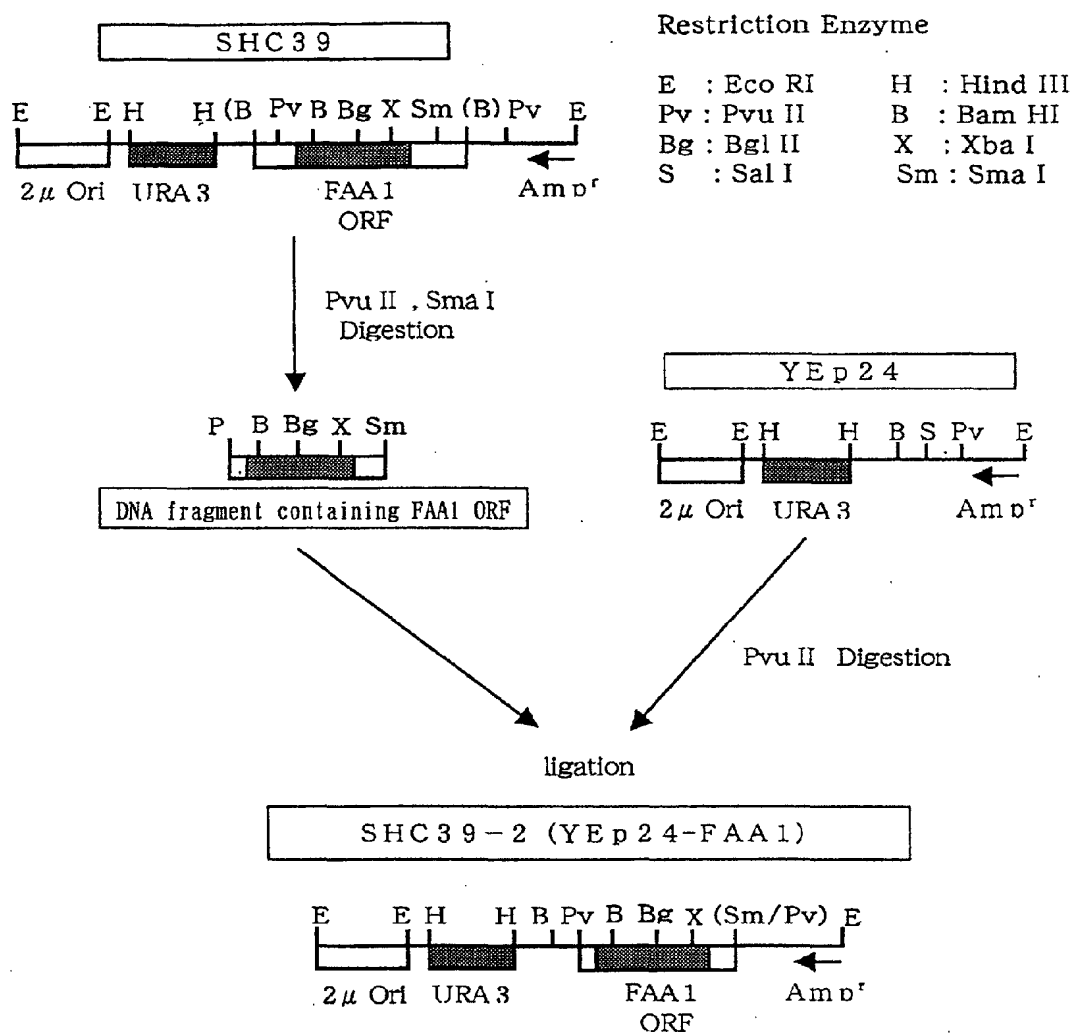 SHC39
E E H H (B Pv B Bg X Sm (B) Pv E
2μ Ori URA3 FAA1 Ampʳ
ORF
Restriction Enzyme
E : Eco RI H : Hind III
Pv : Pvu II B : Bam HI
Bg : Bgl II X : Xba I
S : Sal I Sm : Sma I
Pvu II , Sma I
Digestion
P B Bg X Sm
DNA fragment containing FAA1 ORF
YEp24
E E H H B S Pv E
2μ Ori URA3 Ampʳ
Pvu II Digestion
ligation
SHC39-2 (YEp24-FAA1)
E E H H B Pv B Bg X (Sm/Pv) E
2μ Ori URA3 FAA1 Ampʳ
ORF